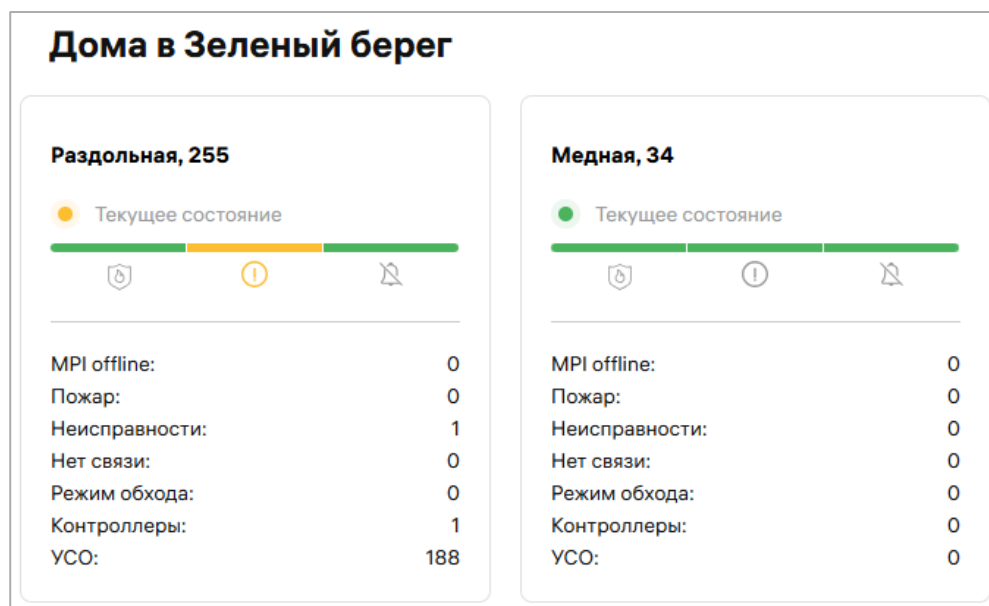 Дома в Зеленый берег
Раздольная, 255
Текущее состояние
MPI offline: 0
Пожар: 0
Неисправности: 1
Нет связи: 0
Режим обхода: 0
Контроллеры: 1
УСО: 188
Медная, 34
Текущее состояние
MPI offline: 0
Пожар: 0
Неисправности: 0
Нет связи: 0
Режим обхода: 0
Контроллеры: 0
УСО: 0